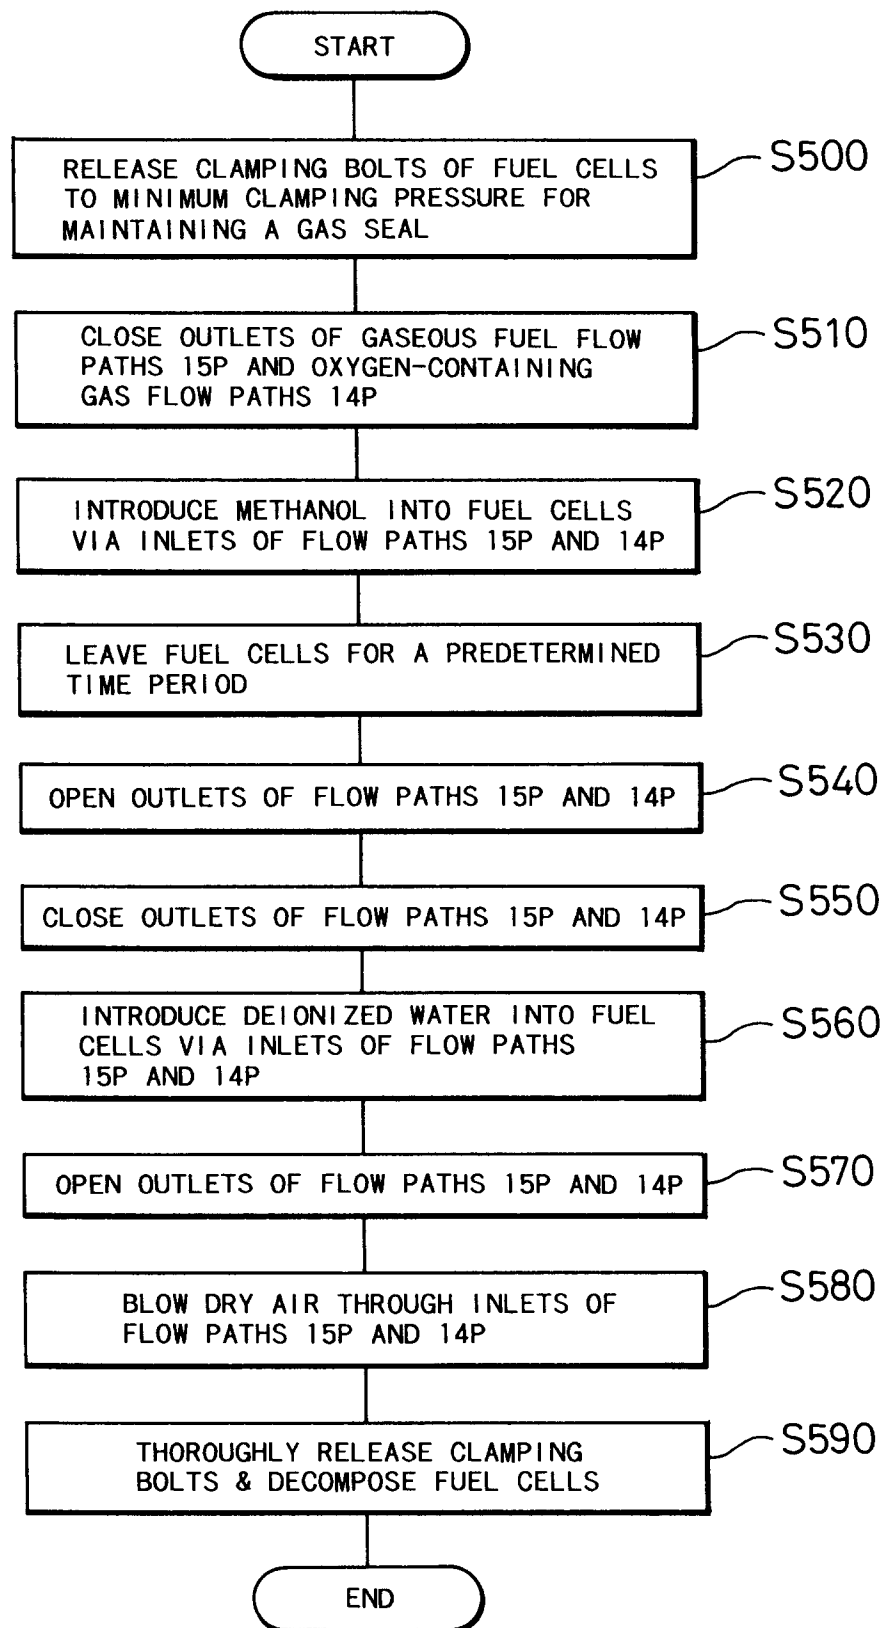 START
RELEASE CLAMPING BOLTS OF FUEL CELLS
TO MINIMUM CLAMPING PRESSURE FOR
MAINTAINING A GAS SEAL
S500
CLOSE OUTLETS OF GASEOUS FUEL FLOW
PATHS 15P AND OXYGEN-CONTAINING
GAS FLOW PATHS 14P
S510
INTRODUCE METHANOL INTO FUEL CELLS
VIA INLETS OF FLOW PATHS 15P AND 14P
S520
LEAVE FUEL CELLS FOR A PREDETERMINED
TIME PERIOD
S530
OPEN OUTLETS OF FLOW PATHS 15P AND 14P
S540
CLOSE OUTLETS OF FLOW PATHS 15P AND 14P
S550
INTRODUCE DEIONIZED WATER INTO FUEL
CELLS VIA INLETS OF FLOW PATHS
15P AND 14P
S560
OPEN OUTLETS OF FLOW PATHS 15P AND 14P
S570
BLOW DRY AIR THROUGH INLETS OF
FLOW PATHS 15P AND 14P
S580
THOROUGHLY RELEASE CLAMPING
BOLTS & DECOMPOSE FUEL CELLS
S590
END